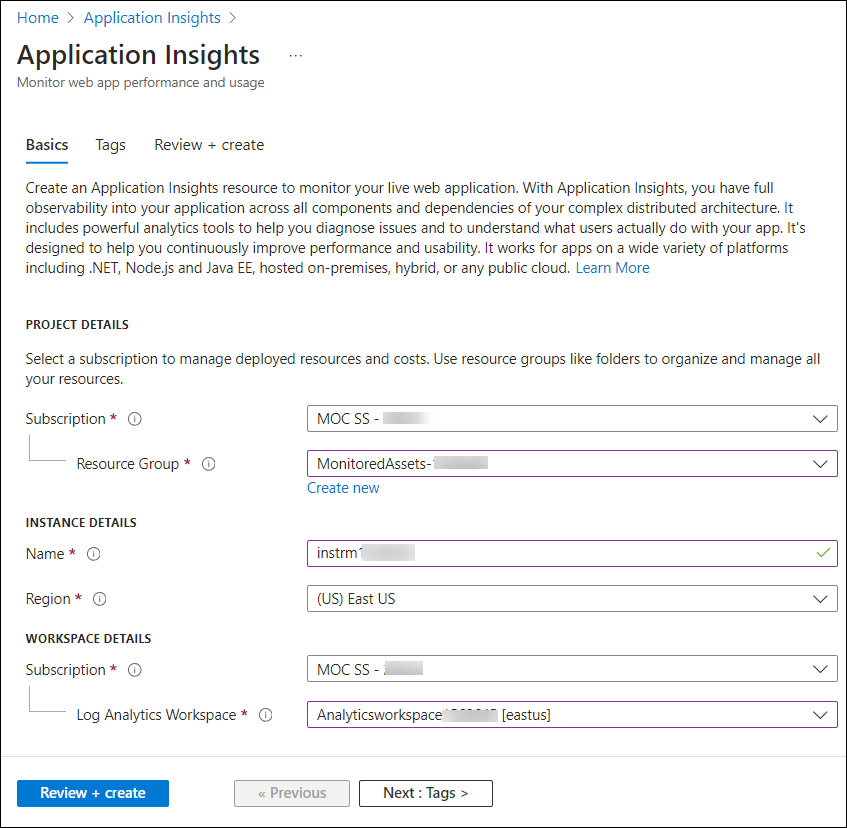 Home > Application Insights >
Application Insights ...
Monitor web app performance and usage
Basics Tags Review + create
Create an Application Insights resource to monitor your live web application. With Application Insights, you have full
observability into your application across all components and dependencies of your complex distributed architecture. It
includes powerful analytics tools to help you diagnose issues and to understand what users actually do with your app. It's
designed to help you continuously improve performance and usability. It works for apps on a wide variety of platforms
including .NET, Node.js and Java EE, hosted on-premises, hybrid, or any public cloud. Learn More
PROJECT DETAILS
Select a subscription to manage deployed resources and costs. Use resource groups like folders to organize and manage all
your resources.
Subscription * MOC SS -
Resource Group * MonitoredAssets-
Create new
INSTANCE DETAILS
Name * instrm
Region * (US) East US
WORKSPACE DETAILS
Subscription * MOC SS -
Log Analytics Workspace * Analyticsworkspace [eastus]
Review + create « Previous Next : Tags >